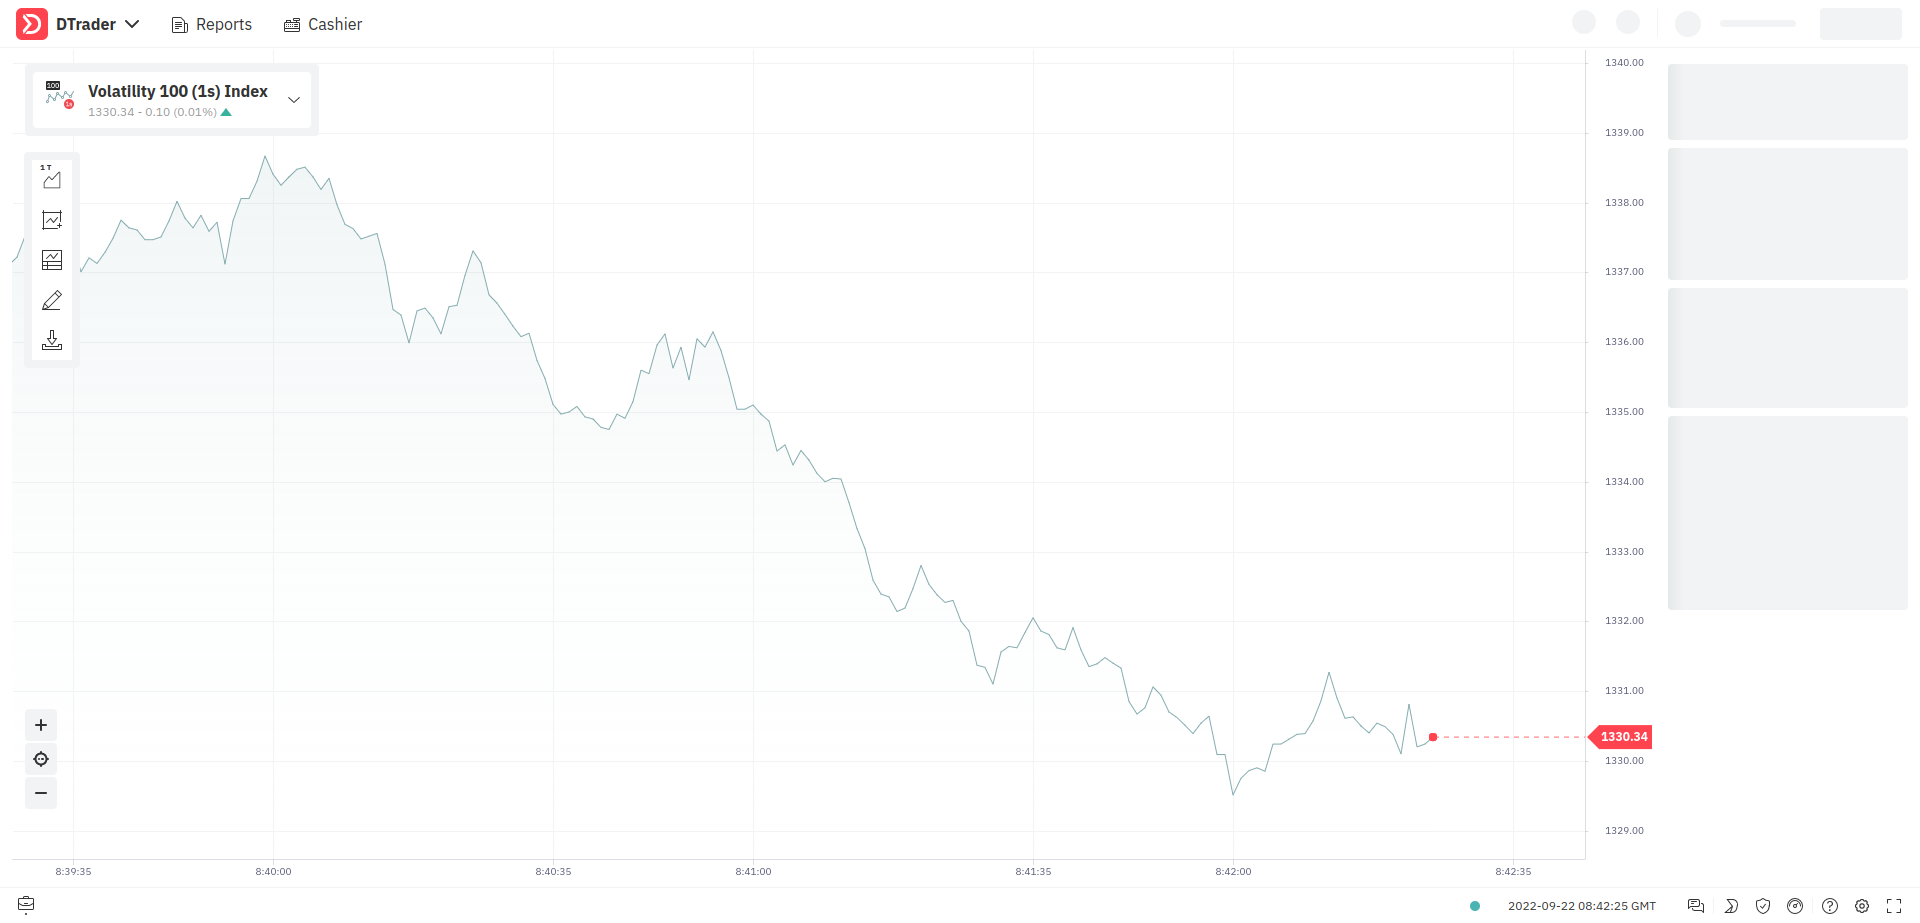 DTrader
Reports
Cashier
100
Volatility 100 (1s) Index
1s
1330.34 - 0.10 (0.01%)
1T
1340.00
1339.00
1338.00
1337.00
1336.00
1335.00
1334.00
1333.00
1332.00
1331.00
1330.34
1330.00
1329.00
8:39:35
8:40:00
8:40:35
8:41:00
8:41:35
8:42:00
8:42:35
2022-09-22 08:42:25 GMT